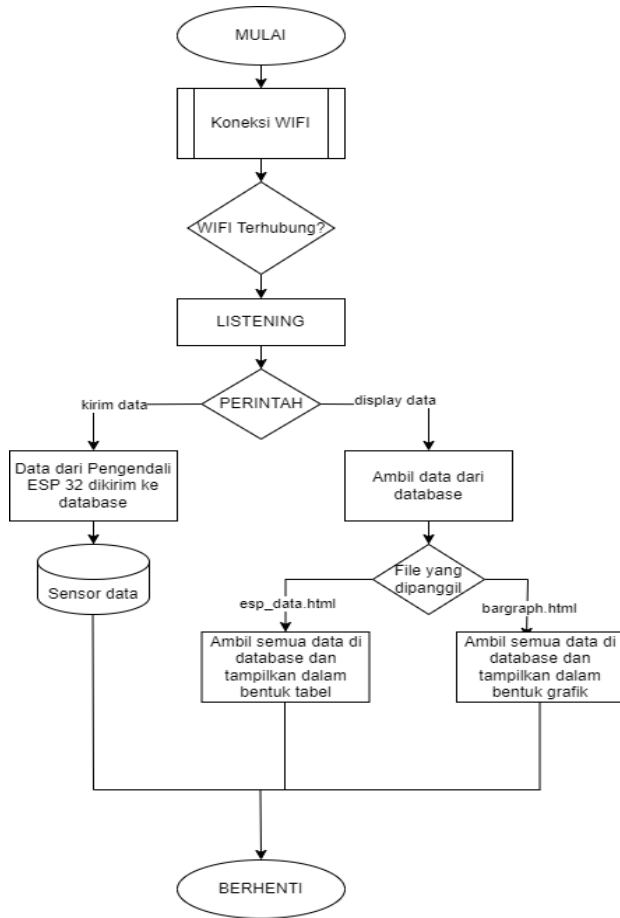 MULAI
Koneksi WIFI
WIFI Terhubung?
LISTENING
PERINTAH
kirim data
display data
Data dari Pengendali
ESP 32 dikirim ke
database
Ambil data dari
database
Sensor data
File yang
dipanggil
esp_data.html
bargraph.html
Ambil semua data di
database dan
tampilkan dalam
bentuk tabel
Ambil semua data di
database dan
tampilkan dalam
bentuk grafik
BERHENTI